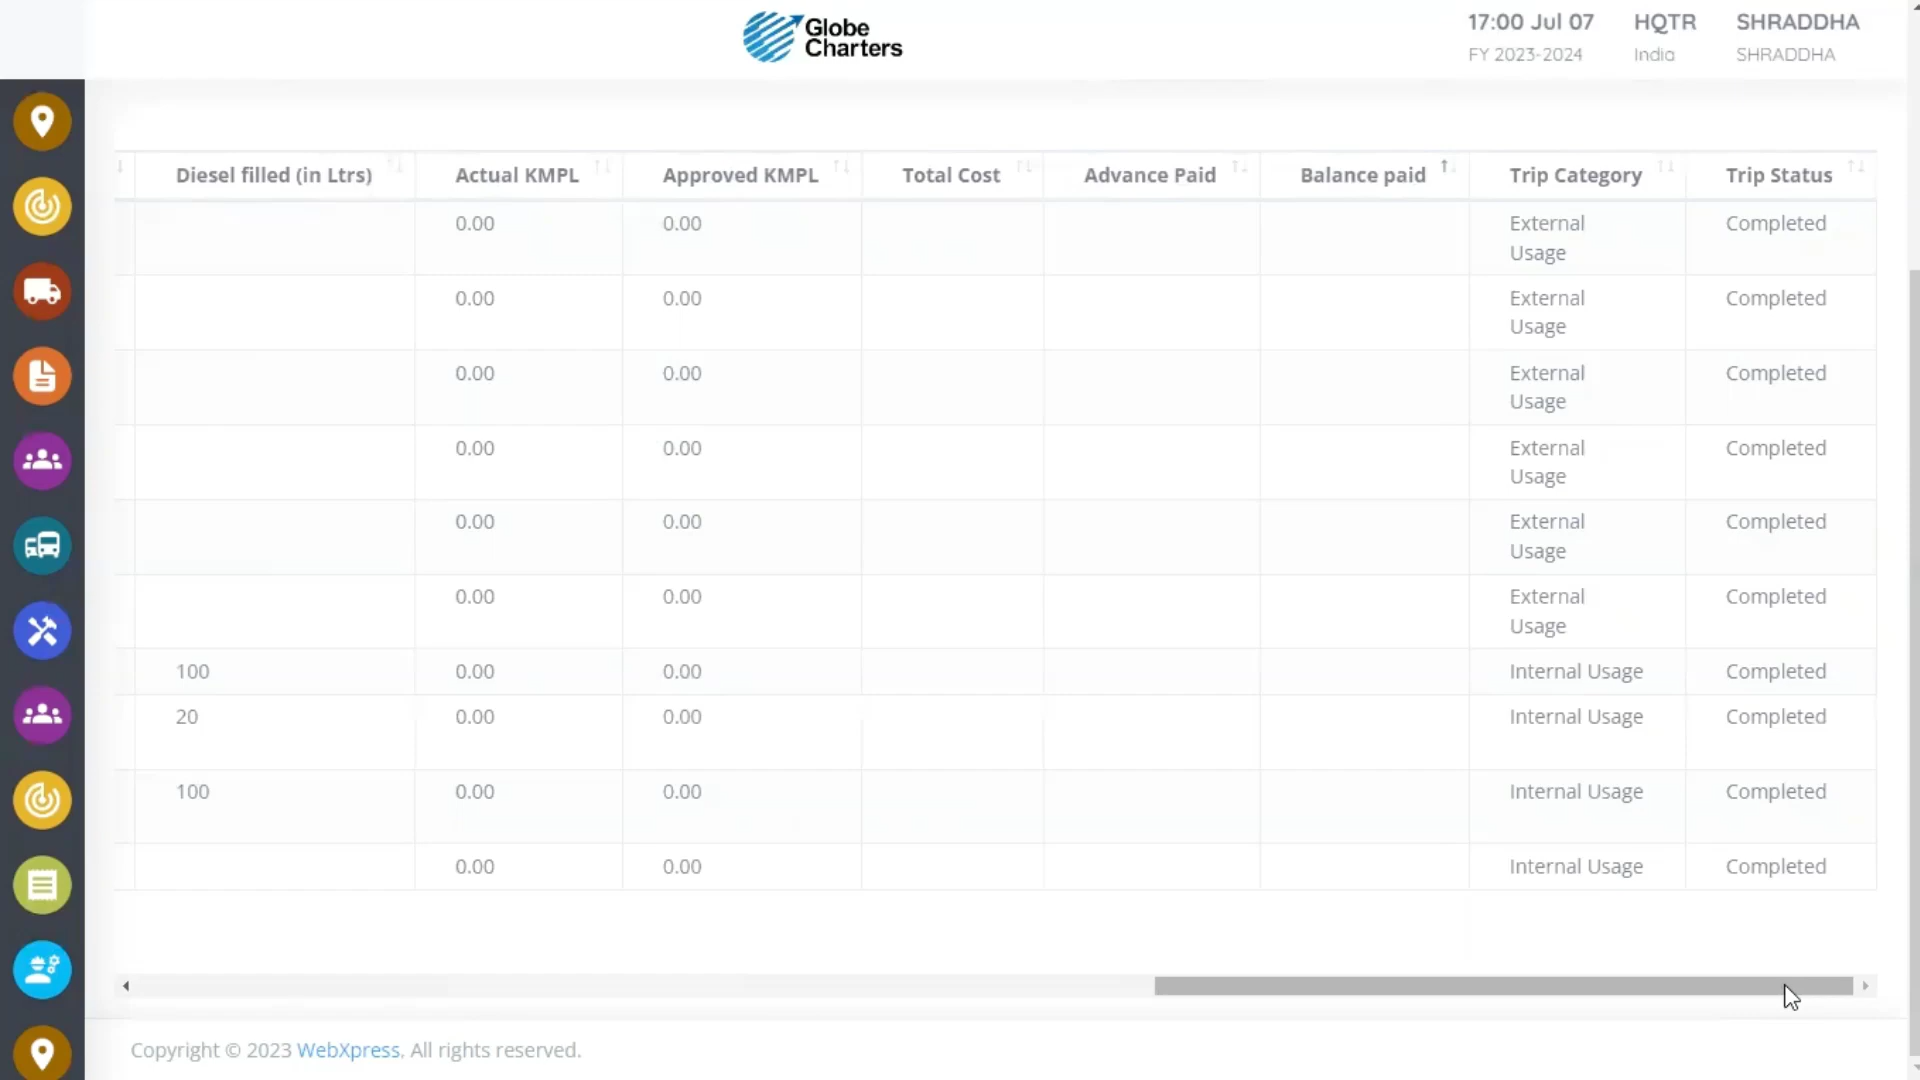 Globe
Charters
17:00 Jul 07 HQTR SHRADDHA
FY 2023-2024 India SHRADDHA
Diesel filled (in Ltrs) Actual KMPL Approved KMPL Total Cost Advance Paid Balance paid Trip Category Trip Status
0.00 0.00 External Completed
Usage
0.00 0.00 External Completed
Usage
0.00 0.00 External Completed
Usage
0.00 0.00 External Completed
Usage
0.00 0.00 External Completed
Usage
0.00 0.00 External Completed
Usage
100 0.00 0.00 Internal Usage Completed
20 0.00 0.00 Internal Usage Completed
100 0.00 0.00 Internal Usage Completed
0.00 0.00 Internal Usage Completed
Copyright © 2023 WebXpress. All rights reserved.